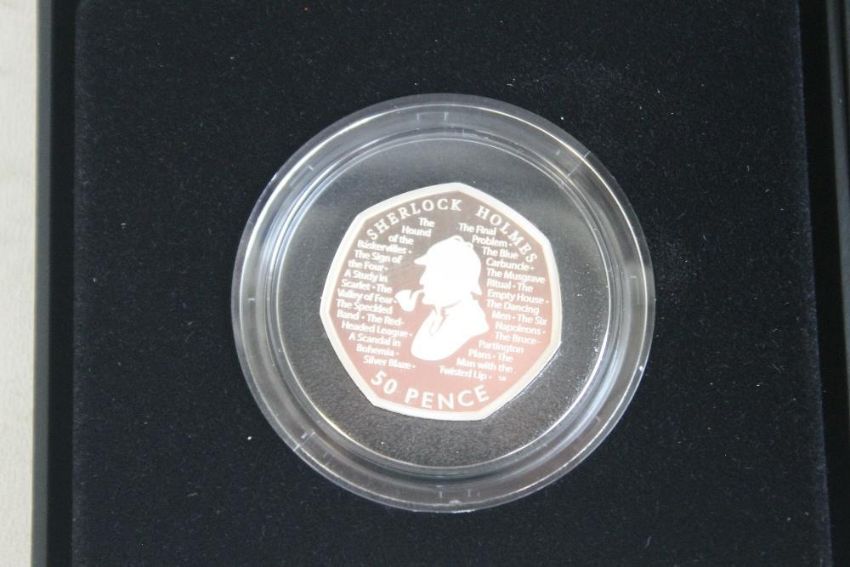 SHERLOCK HOLMES
The
Hound
of the
Baskervilles •
The Sign of
the Four •
A Study in
Scarlet • The
Valley of Fear •
The Speckled
Band • The Red-
Headed League •
A Scandal in
Bohemia •
Silver Blaze •
The Final
Problem •
The Blue
Carbuncle •
The Musgrave
Ritual • The
Empty House •
The Dancing
Men • The Six
Napoleons •
The Bruce-
Partington
Plans • The
Man with the
Twisted Lip •
50 PENCE